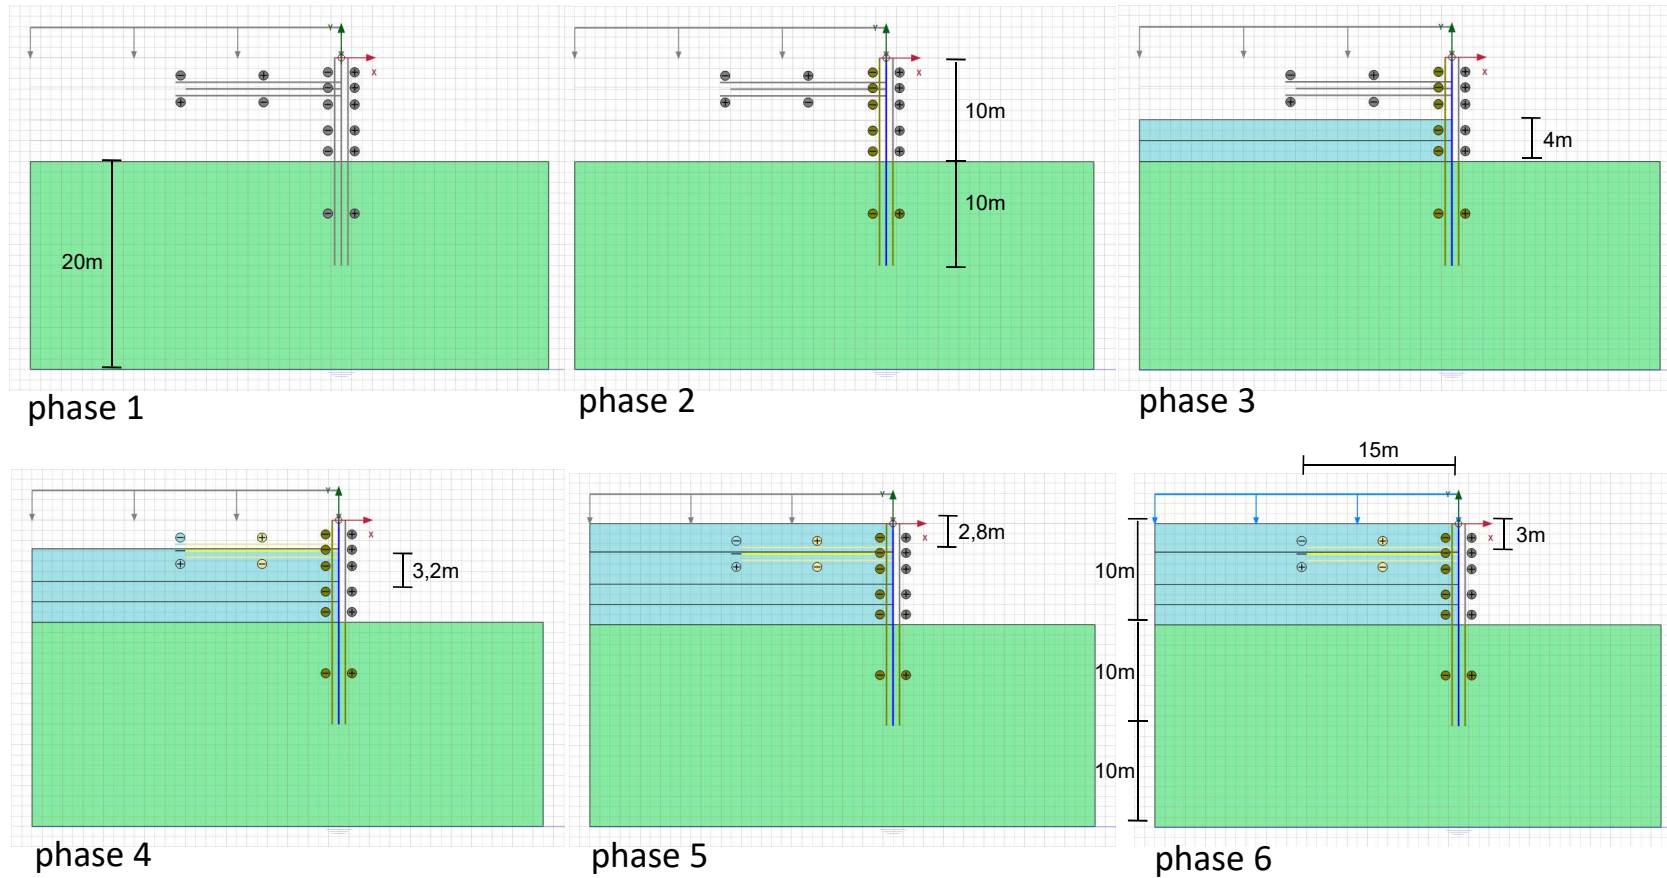 Y
x
20m
phase 1
Y
x
10m
10m
phase 2
Y
x
4m
phase 3
Y
x
3,2m
phase 4
Y
x
2,8m
phase 5
15m
Y
x
3m
10m
10m
10m
phase 6